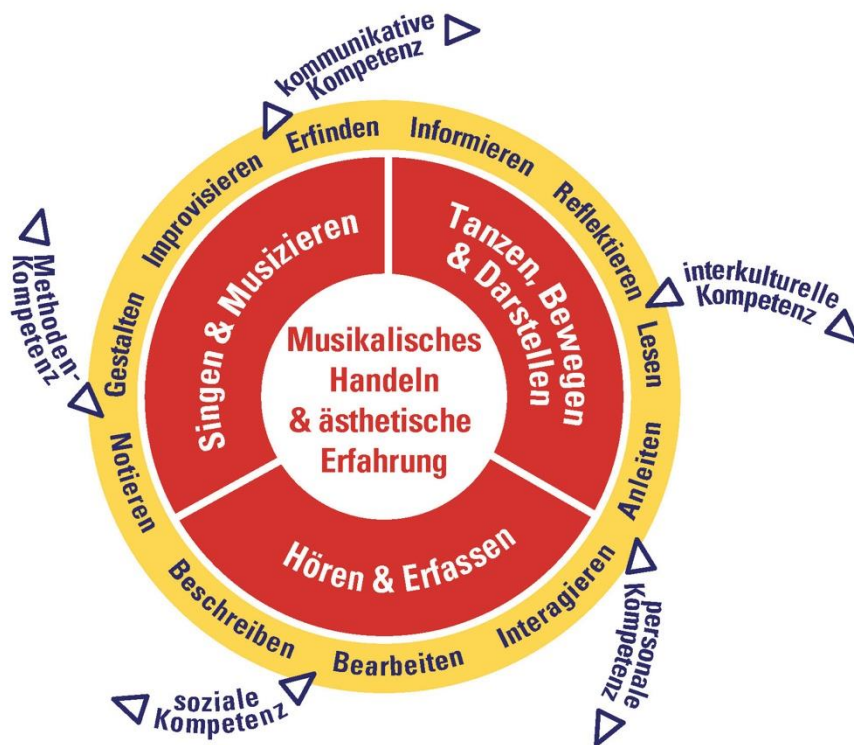 kommunikative
Kompetenz
Erfinden
Informieren
Reflektieren
interkulturelle
Kompetenz
Lesen
Anleiten
personale
Kompetenz
Interagieren
Bearbeiten
soziale
Kompetenz
Beschreiben
Notieren
Methoden-
Kompetenz
Gestalten
Improvisieren
Singen & Musizieren
Tanzen, Bewegen
& Darstellen
Hören & Erfassen
Musikalisches
Handeln
& ästhetische
Erfahrung